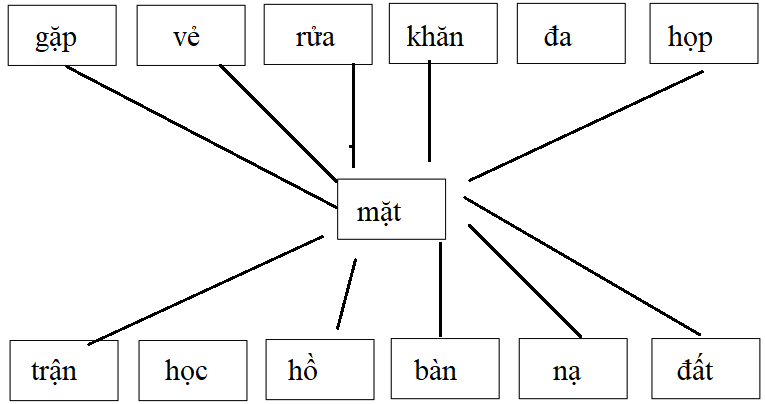 gặp vẻ rửa khăn đa họp
mặt
trận học hồ bàn nạ đất